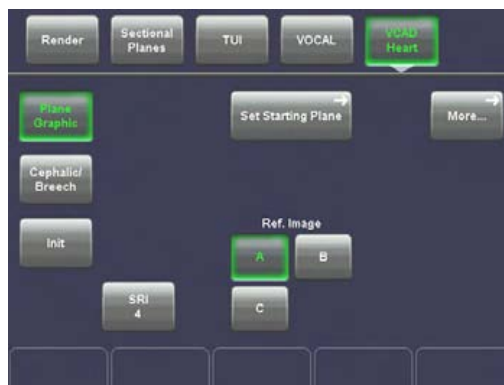 Render
Sectional
Planes
TUI
VOCAL
VCAD
Heart
Plane
Graphic
Set Starting Plane
More...
Cephalic/
Breech
Init
Ref. Image
A
B
SRI
4
C